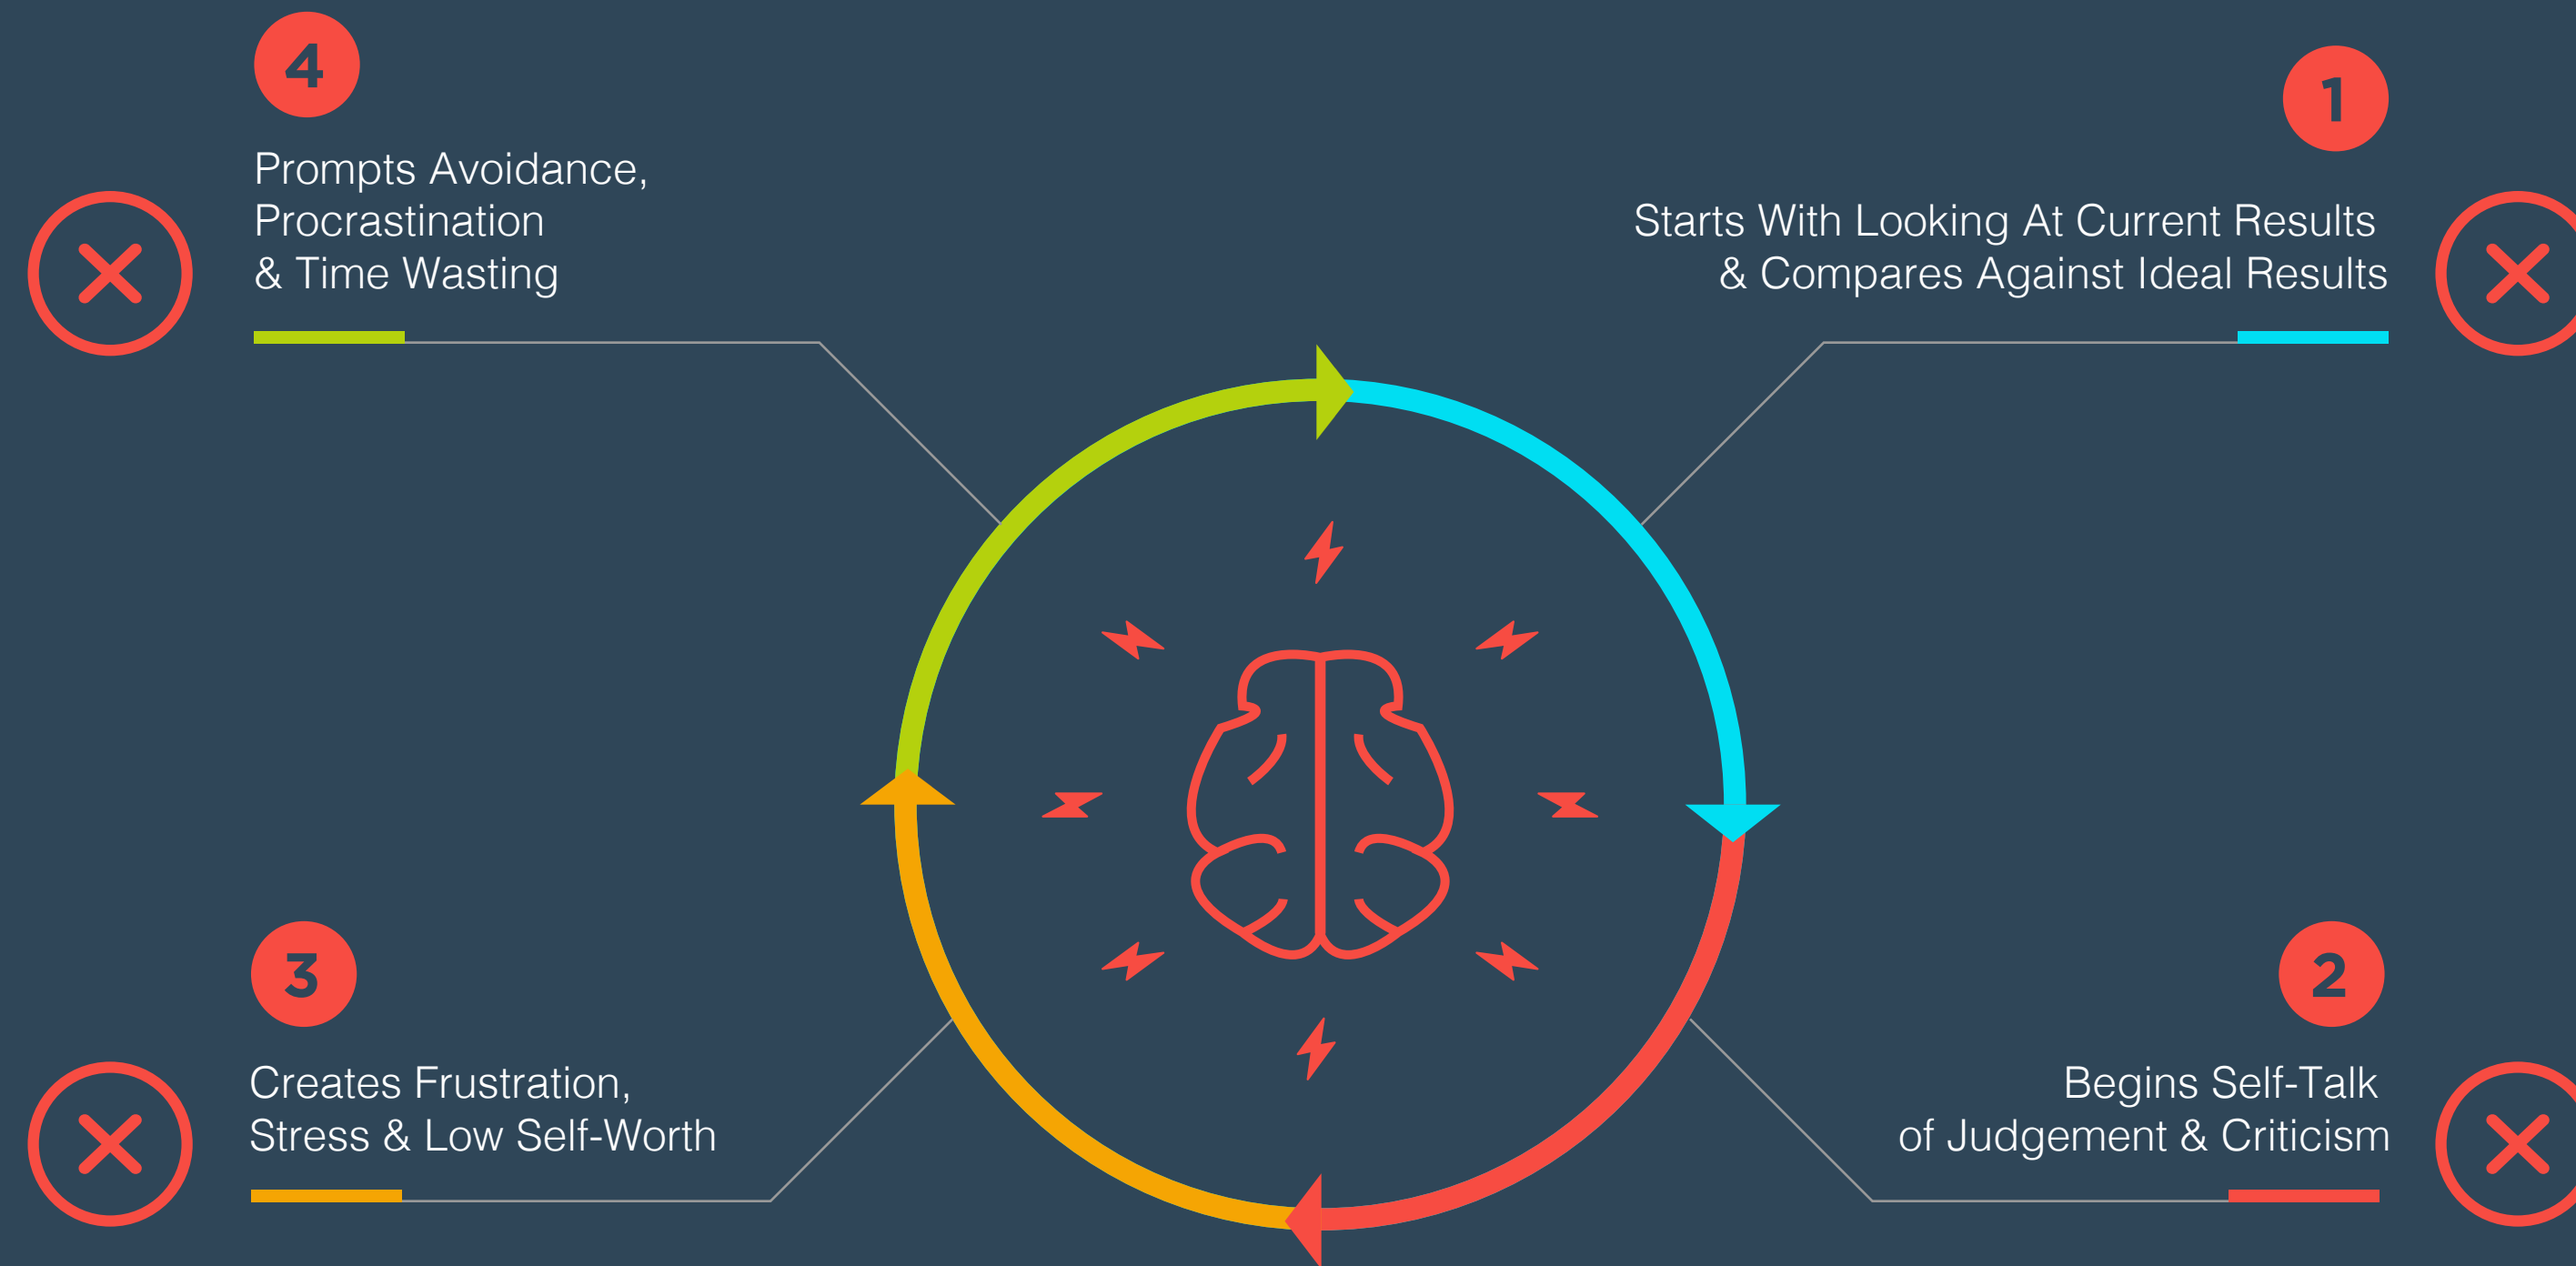 4
Prompts Avoidance,
Procrastination
& Time Wasting
1
Starts With Looking At Current Results
& Compares Against Ideal Results
3
Creates Frustration,
Stress & Low Self-Worth
2
Begins Self-Talk
of Judgement & Criticism